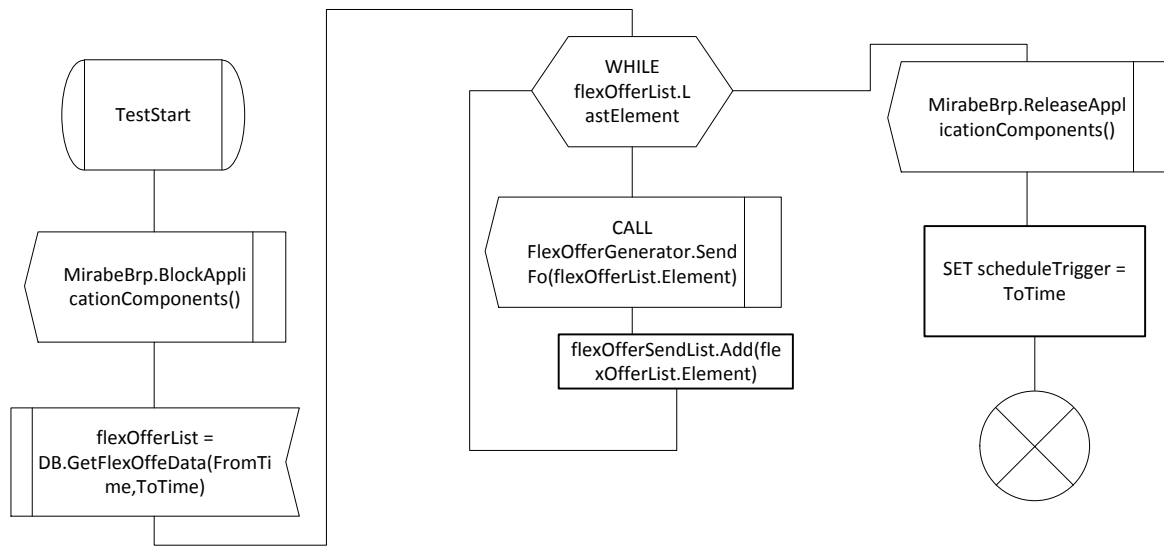 TestStart
MirabeBrp.BlockAppli
cationComponents()
flexOfferList =
DB.GetFlexOffeData(FromTi
me,ToTime)
WHILE
flexOfferList.L
astElement
CALL
FlexOfferGenerator.Send
Fo(flexOfferList.Element)
flexOfferSendList.Add(fle
xOfferList.Element)
MirabeBrp.ReleaseAppl
icationComponents()
SET scheduleTrigger =
ToTime